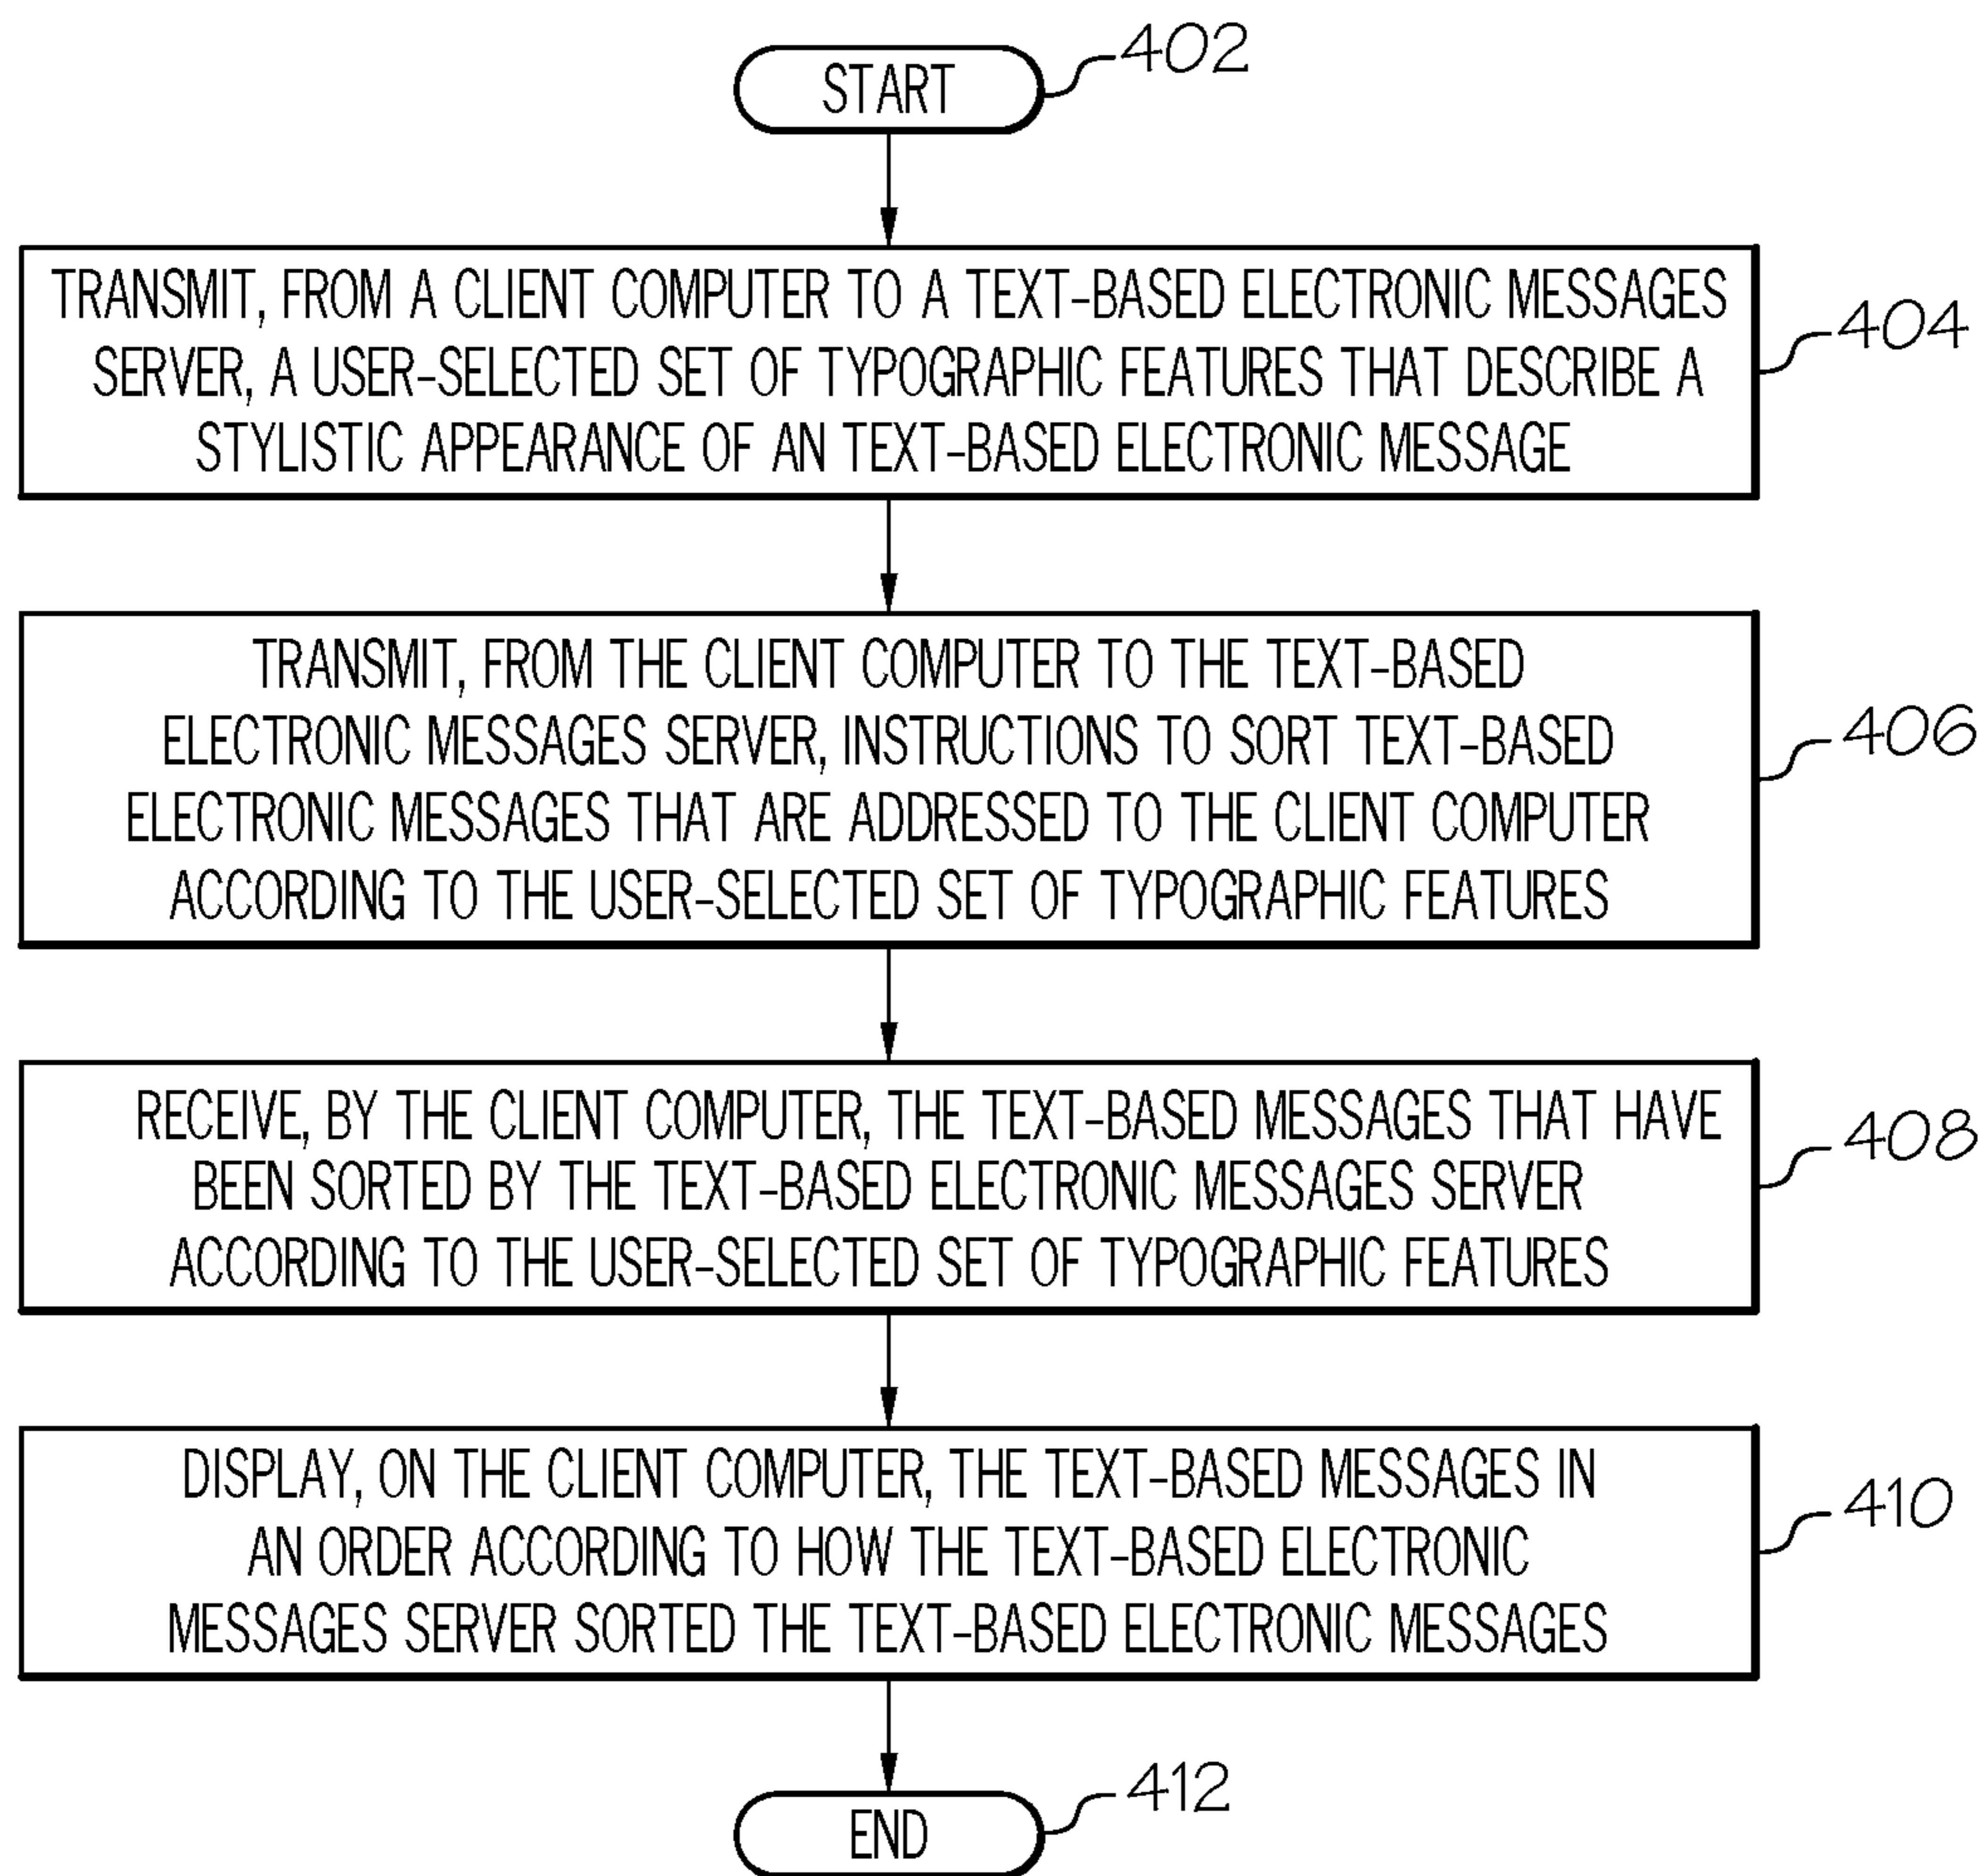 START
402
TRANSMIT, FROM A CLIENT COMPUTER TO A TEXT-BASED ELECTRONIC MESSAGES
SERVER, A USER-SELECTED SET OF TYPOGRAPHIC FEATURES THAT DESCRIBE A
STYLISTIC APPEARANCE OF AN TEXT-BASED ELECTRONIC MESSAGE
404
TRANSMIT, FROM THE CLIENT COMPUTER TO THE TEXT-BASED
ELECTRONIC MESSAGES SERVER, INSTRUCTIONS TO SORT TEXT-BASED
ELECTRONIC MESSAGES THAT ARE ADDRESSED TO THE CLIENT COMPUTER
ACCORDING TO THE USER-SELECTED SET OF TYPOGRAPHIC FEATURES
406
RECEIVE, BY THE CLIENT COMPUTER, THE TEXT-BASED MESSAGES THAT HAVE
BEEN SORTED BY THE TEXT-BASED ELECTRONIC MESSAGES SERVER
ACCORDING TO THE USER-SELECTED SET OF TYPOGRAPHIC FEATURES
408
DISPLAY, ON THE CLIENT COMPUTER, THE TEXT-BASED MESSAGES IN
AN ORDER ACCORDING TO HOW THE TEXT-BASED ELECTRONIC
MESSAGES SERVER SORTED THE TEXT-BASED ELECTRONIC MESSAGES
410
END
412